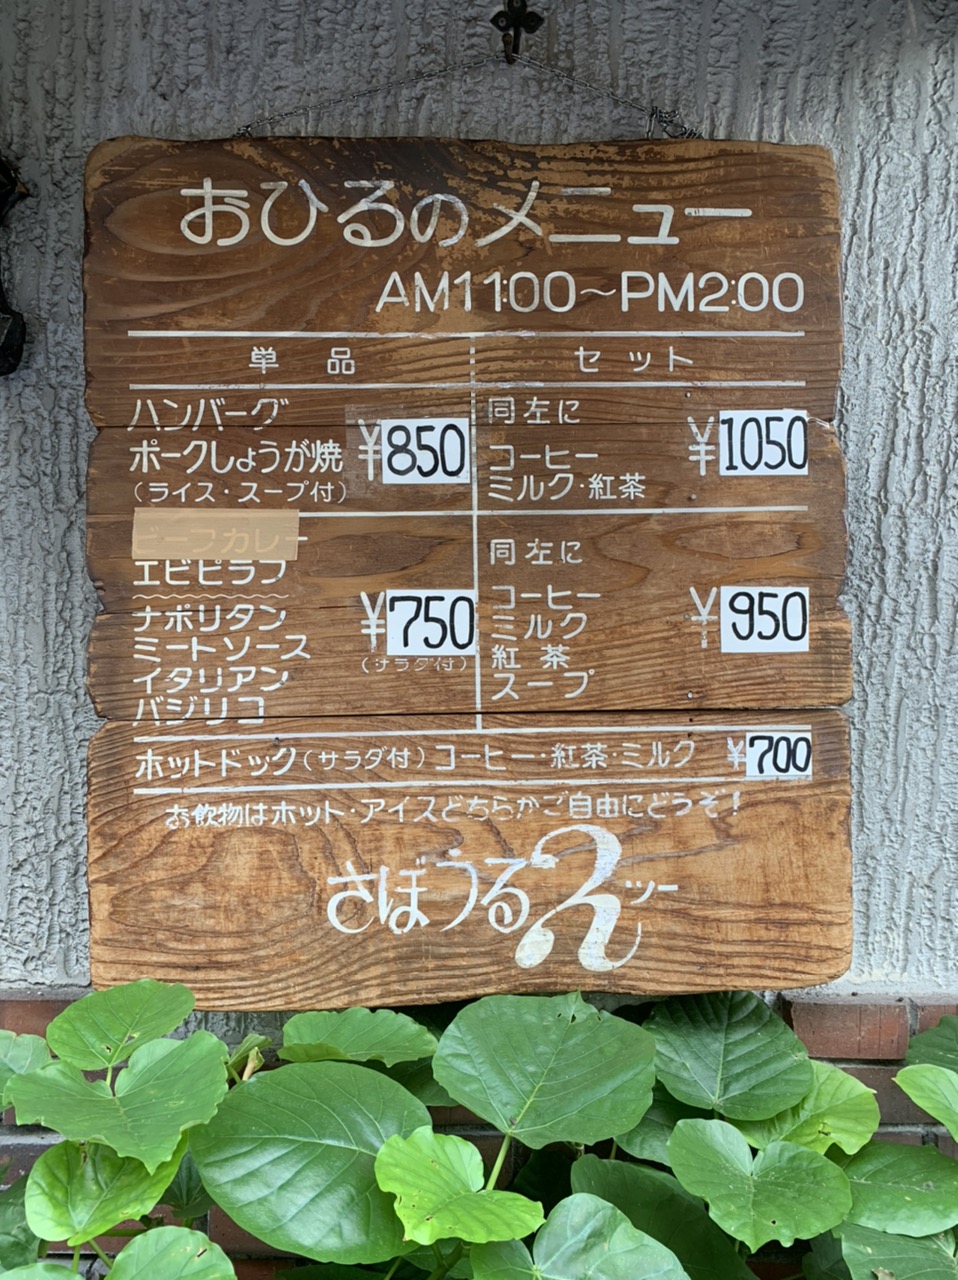 おひるのメニュー
AM11:00～PM2:00
単品 セット
ハンバーグ
ポークしょうが焼
(ライス・スープ付)
¥850
同左に
コーヒー
ミルク・紅茶
¥1050
ビーフカレー
エビピラフ
ナポリタン
ミートソース
イタリアン
バジリコ
¥750
(サラダ付)
同左に
コーヒー
ミルク
紅茶
スープ
¥950
ホットドック(サラダ付)コーヒー・紅茶・ミルク ¥700
お飲物はホット・アイスどちらかご自由にどうぞ!
さぼうる2ツー